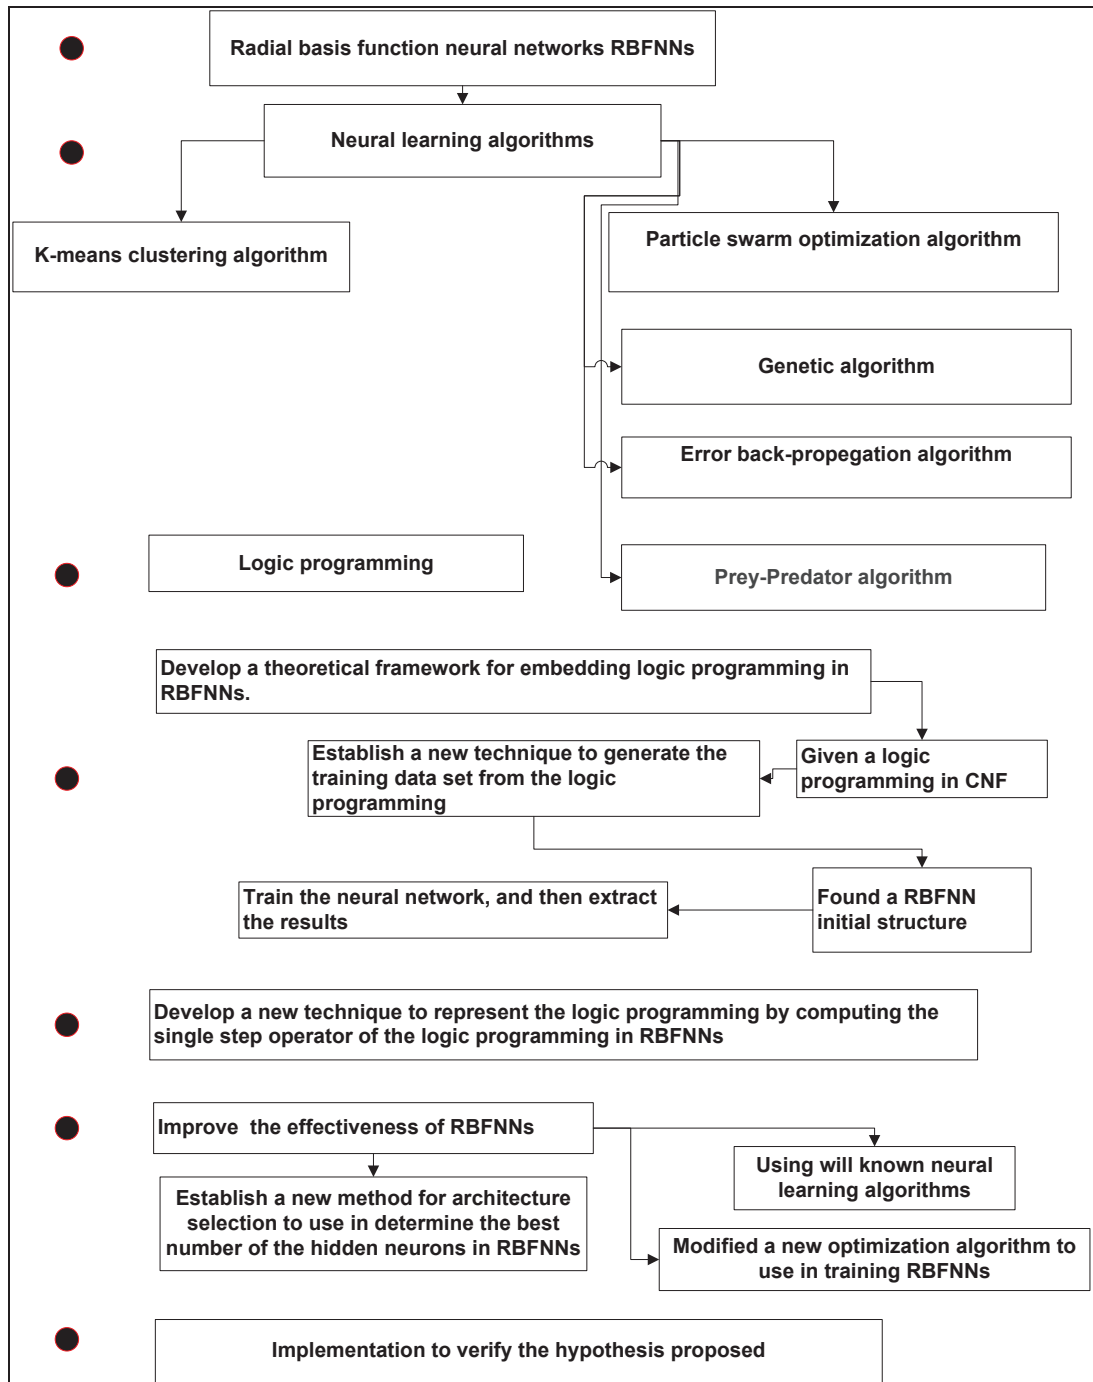 Radial basis function neural networks RBFNNs
Neural learning algorithms
K-means clustering algorithm
Particle swarm optimization algorithm
Genetic algorithm
Error back-propegation algorithm
Logic programming
Prey-Predator algorithm
Develop a theoretical framework for embedding logic programming in
RBFNNs.
Given a logic
programming in CNF
Establish a new technique to generate the
training data set from the logic
programming
Found a RBFNN
initial structure
Train the neural network, and then extract
the results
Develop a new technique to represent the logic programming by computing the
single step operator of the logic programming in RBFNNs
Improve the effectiveness of RBFNNs
Using will known neural
learning algorithms
Establish a new method for architecture
selection to use in determine the best
number of the hidden neurons in RBFNNs
Modified a new optimization algorithm to
use in training RBFNNs
Implementation to verify the hypothesis proposed